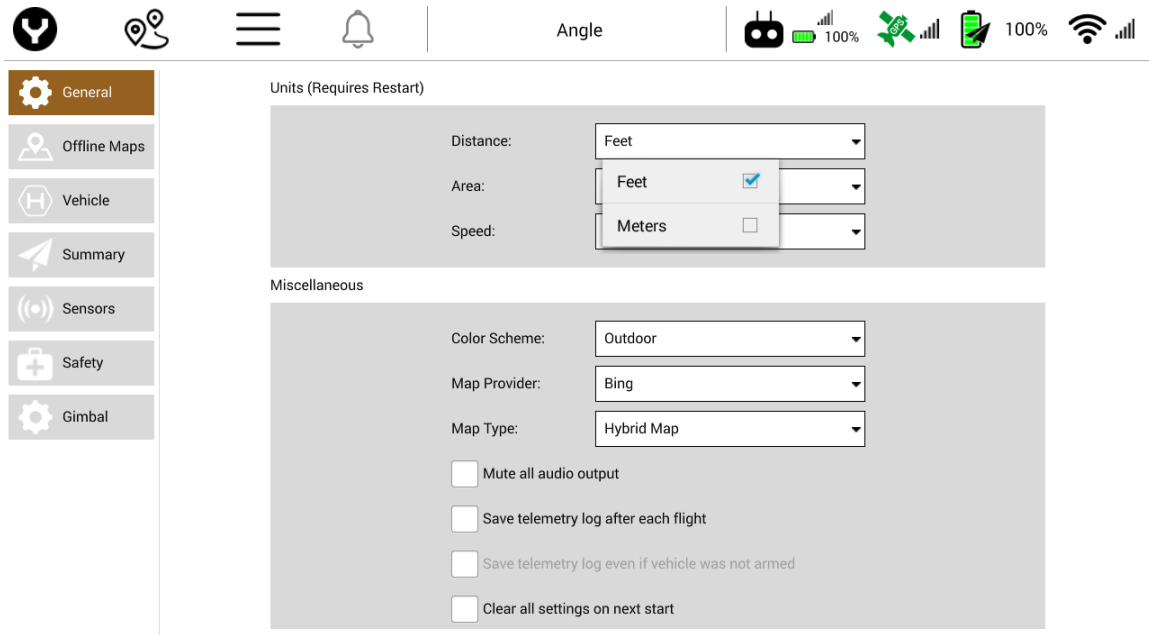 Angle
100%
GPS
100%
General
Offline Maps
Vehicle
Summary
Sensors
Safety
Gimbal
Units (Requires Restart)
Distance:
Feet
Feet
Meters
Area:
Speed:
Miscellaneous
Color Scheme:
Outdoor
Map Provider:
Bing
Map Type:
Hybrid Map
Mute all audio output
Save telemetry log after each flight
Save telemetry log even if vehicle was not armed
Clear all settings on next start